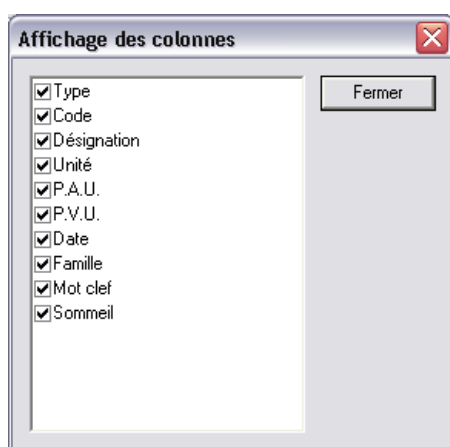 Affichage des colonnes
Type
Fermer
Code
Désignation
Unité
P.A.U.
P.V.U.
Date
Famille
Mot clef
Sommeil